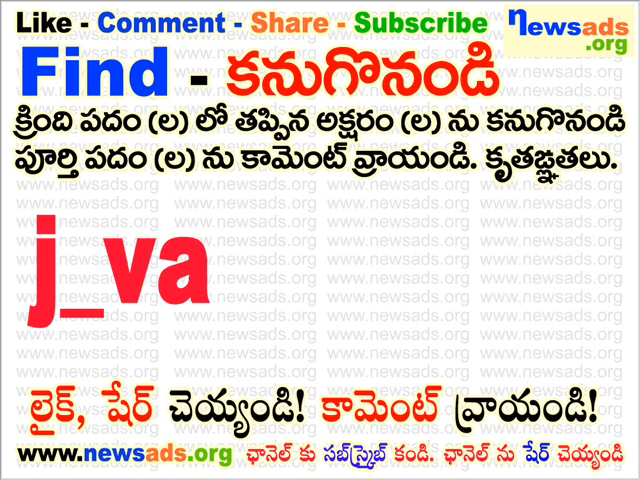 Like - Comment - Share - Subscribe
newsads
.org
Find - కనుగొనండి
క్రింది పదం (ల) లో తప్పిన అక్షరం (ల) ను కనుగొనండి
పూర్తి పదం (ల) ను కామెంట్ వ్రాయండి. కృతఙ్ఞతలు.
j_va
లైక్, షేర్ చెయ్యండి! కామెంట్ వ్రాయండి!
www.newsads.org ఛానెల్ కు సబ్‌స్క్రైబ్ కండి. ఛానెల్ ను షేర్ చెయ్యండి